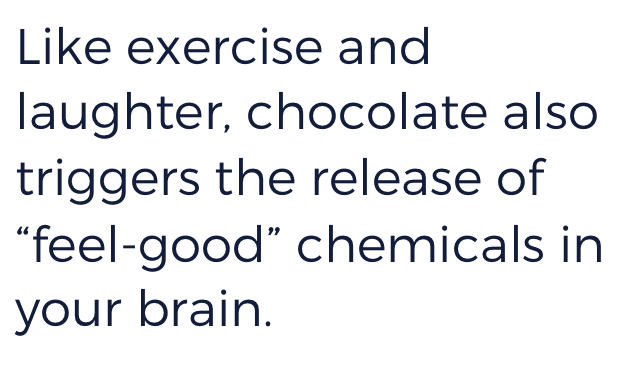 Like exercise and
laughter, chocolate also
triggers the release of
“feel-good” chemicals in
your brain.